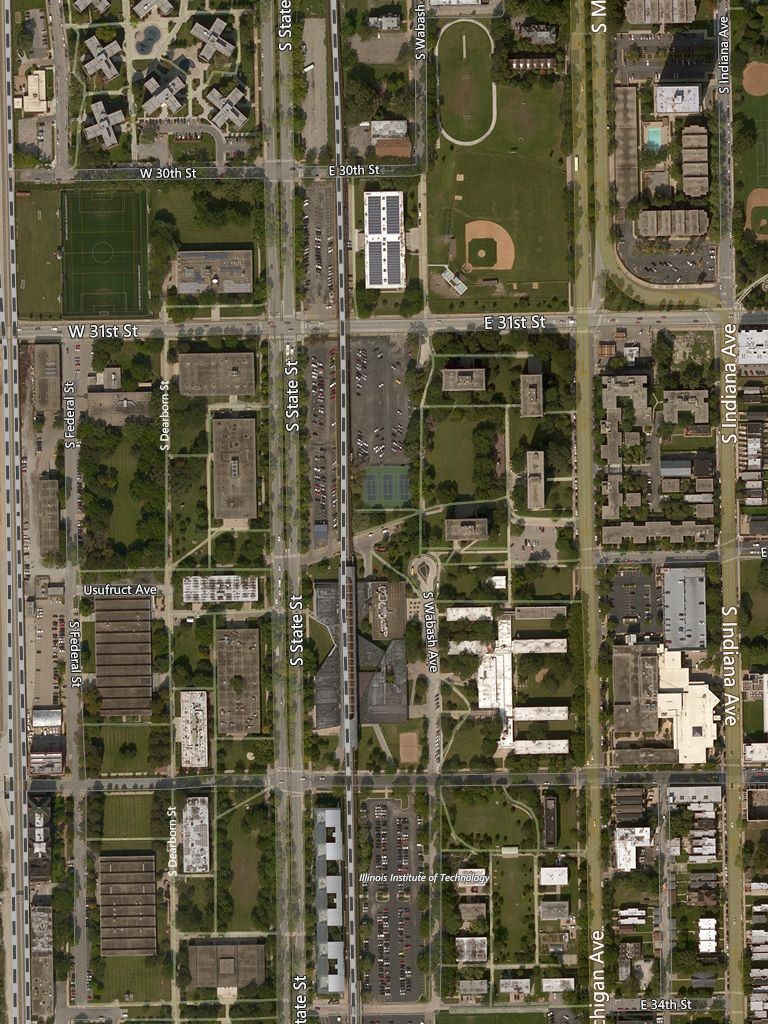 S State
S Wabash
S M
S Indiana Ave
W 30th St
E 30th St
W 31st St
E 31st St
S Federal St
S Dearborn St
S State St
S Indiana Ave
E
Usufruct Ave
S Federal St
S State St
S Wabash Ave
S Indiana Ave
S Dearborn St
Illinois Institute of Technology
tate St
chigan Ave
E 34th St